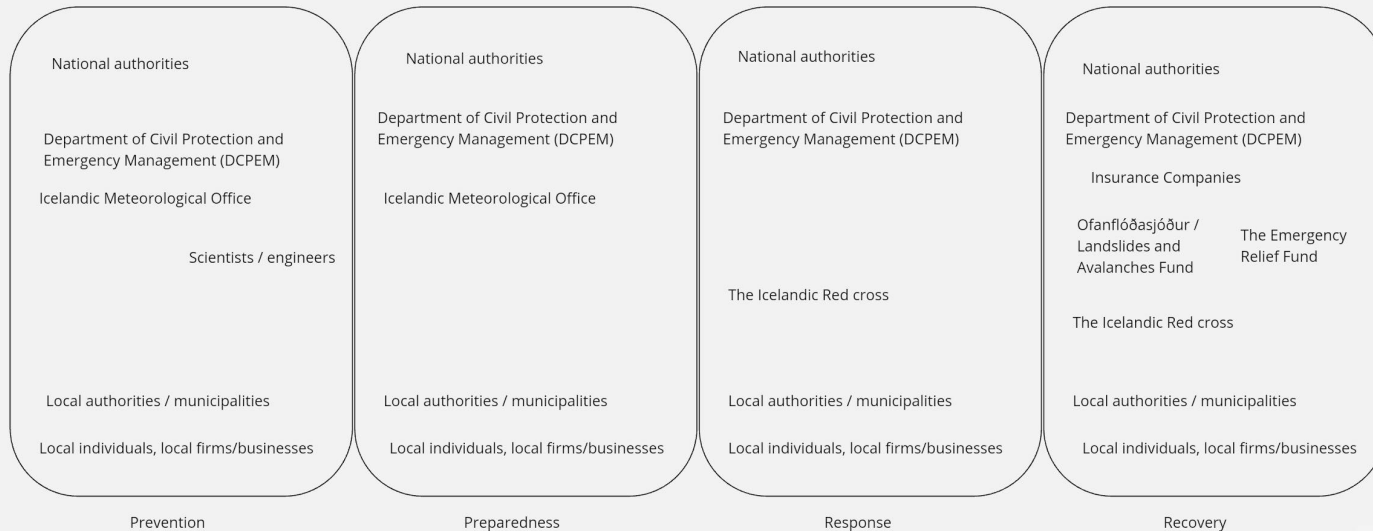 National authorities
Department of Civil Protection and
Emergency Management (DCPEM)
Icelandic Meteorological Office
Scientists / engineers
Local authorities / municipalities
Local individuals, local firms/businesses
Prevention
National authorities
Department of Civil Protection and
Emergency Management (DCPEM)
Icelandic Meteorological Office
Local authorities / municipalities
Local individuals, local firms/businesses
Preparedness
National authorities
Department of Civil Protection and
Emergency Management (DCPEM)
The Icelandic Red cross
Local authorities / municipalities
Local individuals, local firms/businesses
Response
National authorities
Department of Civil Protection and
Emergency Management (DCPEM)
Insurance Companies
Ofanflóðasjóður /
Landslides and
Avalanches Fund
The Emergency
Relief Fund
The Icelandic Red cross
Local authorities / municipalities
Local individuals, local firms/businesses
Recovery